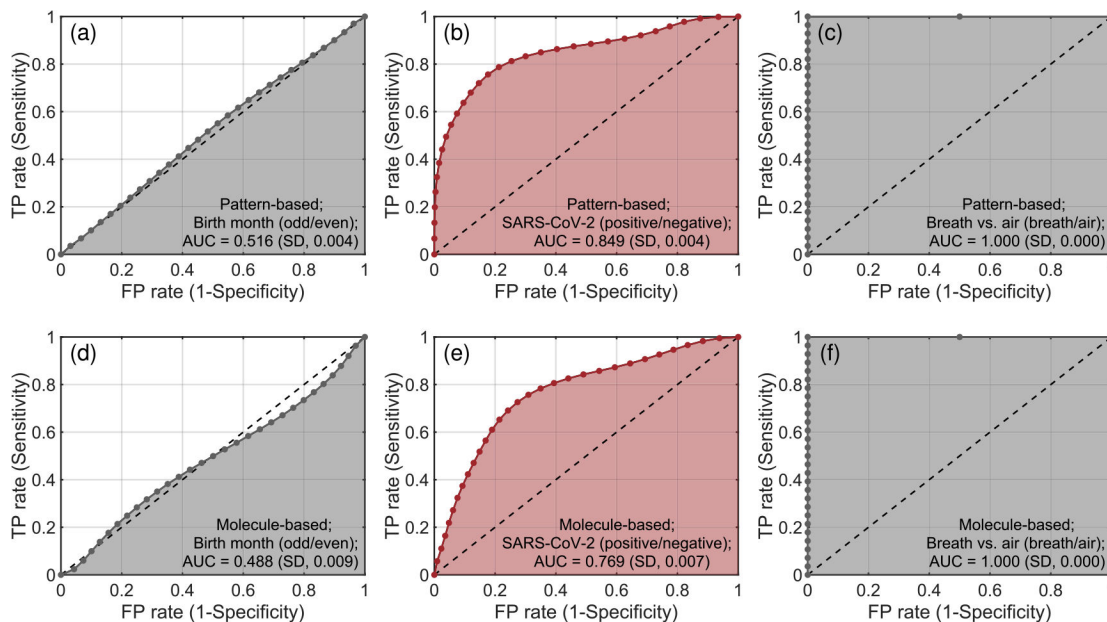 (a)
1
0.8
0.6
0.4
0.2
0
TP rate (Sensitivity)
Pattern-based;
Birth month (odd/even);
AUC = 0.516 (SD, 0.004)
0 0.2 0.4 0.6 0.8 1
FP rate (1-Specificity)
(b)
1
0.8
0.6
0.4
0.2
0
TP rate (Sensitivity)
Pattern-based;
SARS-CoV-2 (positive/negative);
AUC = 0.849 (SD, 0.004)
0 0.2 0.4 0.6 0.8 1
FP rate (1-Specificity)
(c)
1
0.8
0.6
0.4
0.2
0
TP rate (Sensitivity)
Pattern-based;
Breath vs. air (breath/air);
AUC = 1.000 (SD, 0.000)
0 0.2 0.4 0.6 0.8
FP rate (1-Specificity)
(d)
1
0.8
0.6
0.4
0.2
0
TP rate (Sensitivity)
Molecule-based;
Birth month (odd/even);
AUC = 0.488 (SD, 0.009)
0 0.2 0.4 0.6 0.8 1
FP rate (1-Specificity)
(e)
1
0.8
0.6
0.4
0.2
0
TP rate (Sensitivity)
Molecule-based;
SARS-CoV-2 (positive/negative);
AUC = 0.769 (SD, 0.007)
0 0.2 0.4 0.6 0.8 1
FP rate (1-Specificity)
(f)
1
0.8
0.6
0.4
0.2
0
TP rate (Sensitivity)
Molecule-based;
Breath vs. air (breath/air);
AUC = 1.000 (SD, 0.000)
0 0.2 0.4 0.6 0.8
FP rate (1-Specificity)